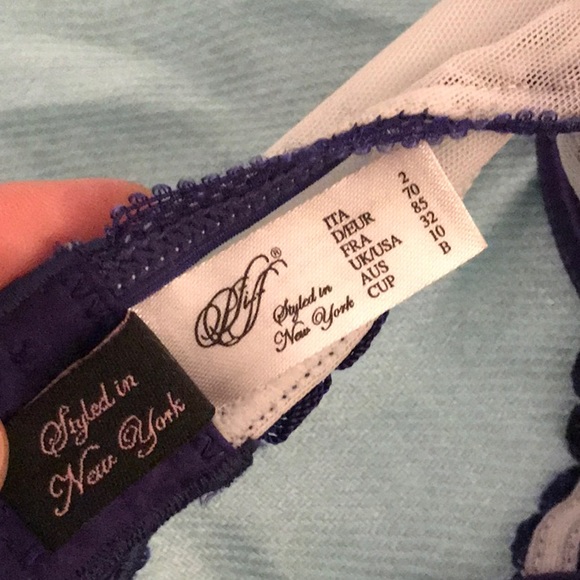 ITA 2
D/EUR 70
FRA 85
UK/USA 32
AUS 10
CUP B
®
Styled in
New York
Styled in
New York